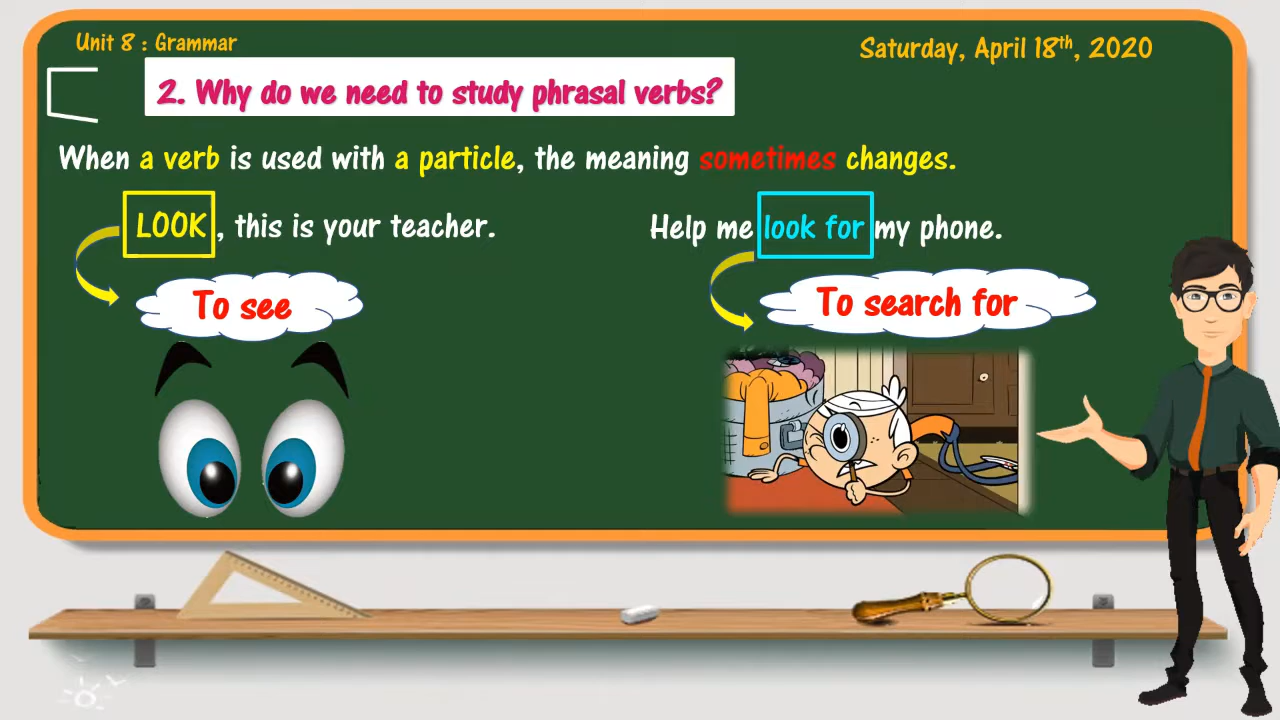 Unit 8 : Grammar
Saturday, April 18th, 2020
2. Why do we need to study phrasal verbs?
When a verb is used with a particle, the meaning sometimes changes.
LOOK, this is your teacher.
Help me look for my phone.
To see
To search for